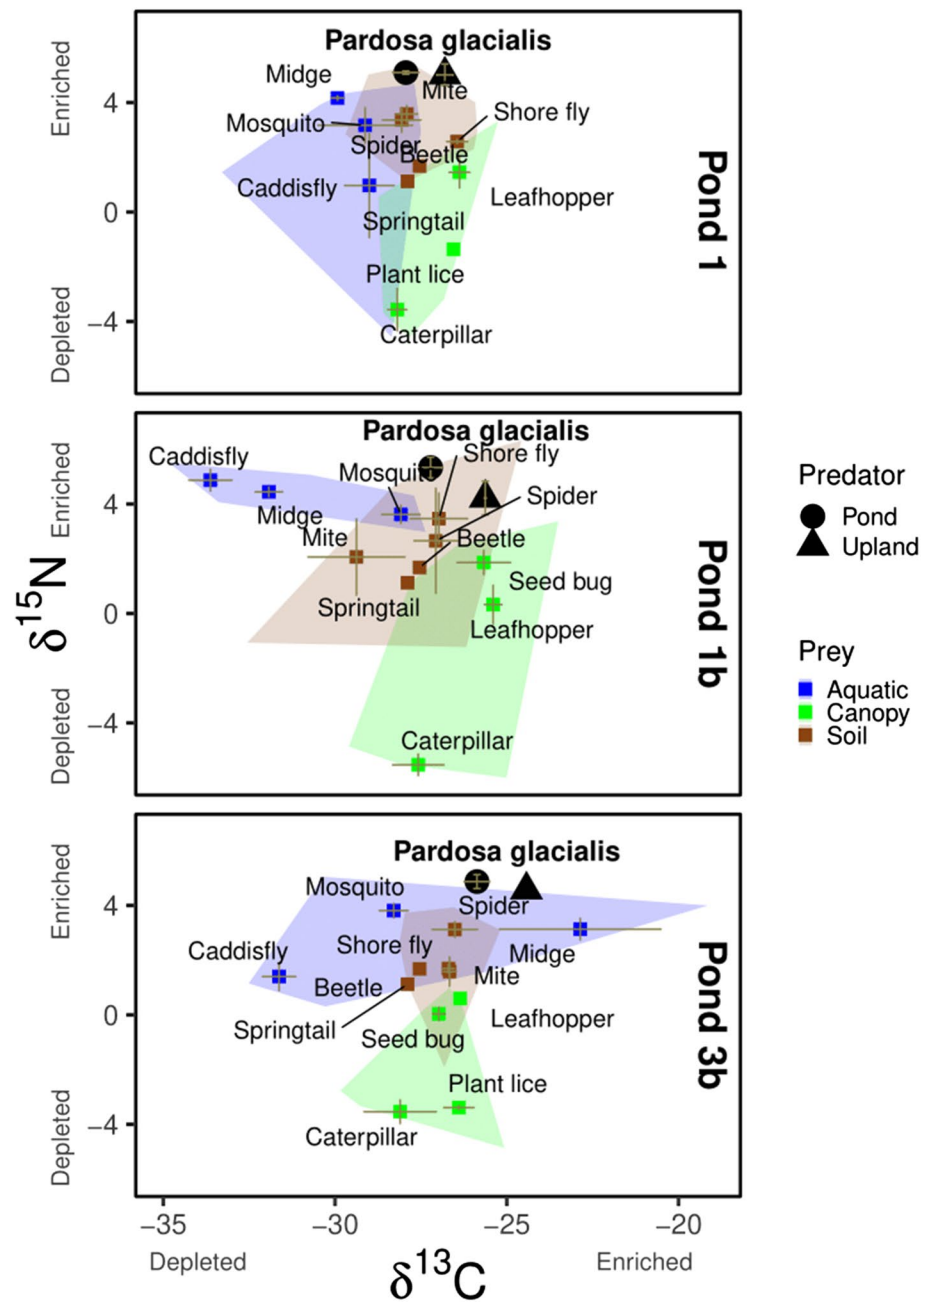 Pardosa glacialis
Midge
Mite
Mosquito
Shore fly
Spider
Beetle
Caddisfly
Leafhopper
Springtail
Plant lice
Caterpillar
Enriched
Depleted
4
0
−4
Pond 1
Pardosa glacialis
Caddisfly
Shore fly
Mosquito
Spider
Midge
Mite
Beetle
Seed bug
Springtail
Leafhopper
Caterpillar
Enriched
Depleted
4
0
−4
Pond 1b
δ15N
Predator
Pond
Upland
Prey
Aquatic
Canopy
Soil
Pardosa glacialis
Mosquito
Spider
Shore fly
Caddisfly
Midge
Mite
Beetle
Leafhopper
Springtail
Seed bug
Plant lice
Caterpillar
Enriched
Depleted
4
0
−4
Pond 3b
−35 −30 −25 −20
Depleted Enriched
δ13C